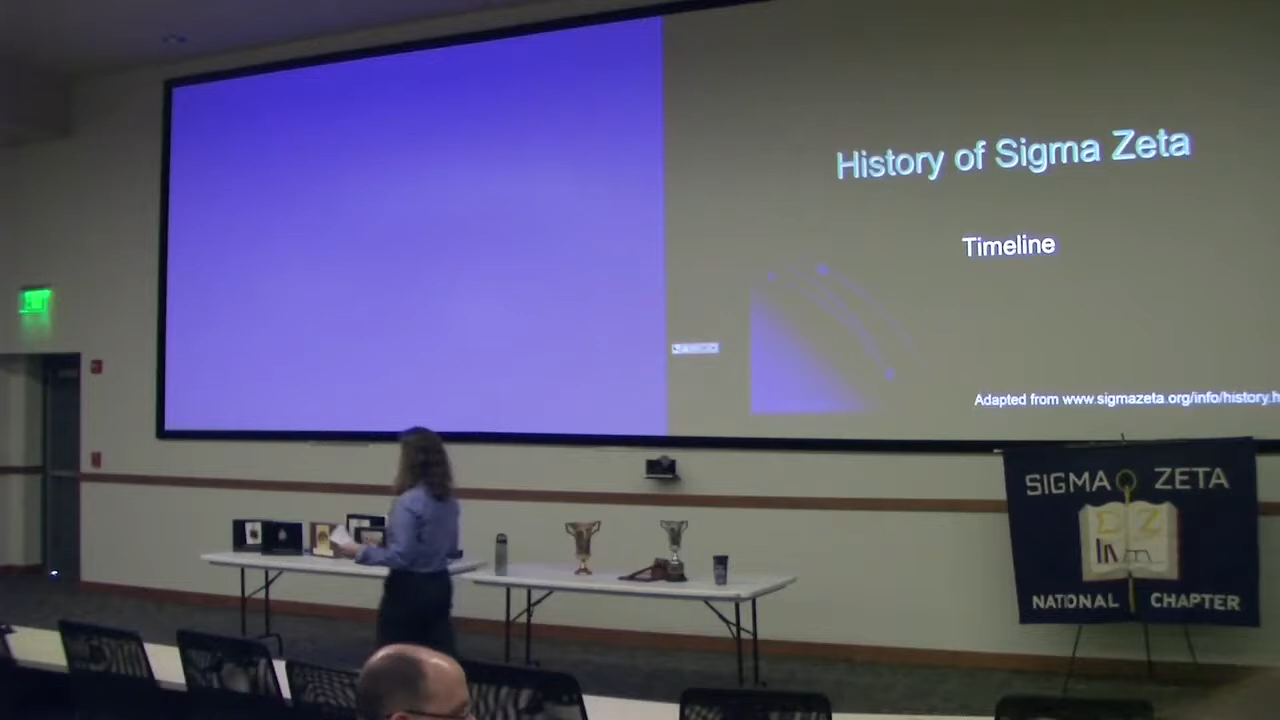 History of Sigma Zeta
Timeline
Adapted from www.sigmazeta.org/info/history.h
SIGMA ZETA
Σ Ζ
NATIONAL CHAPTER